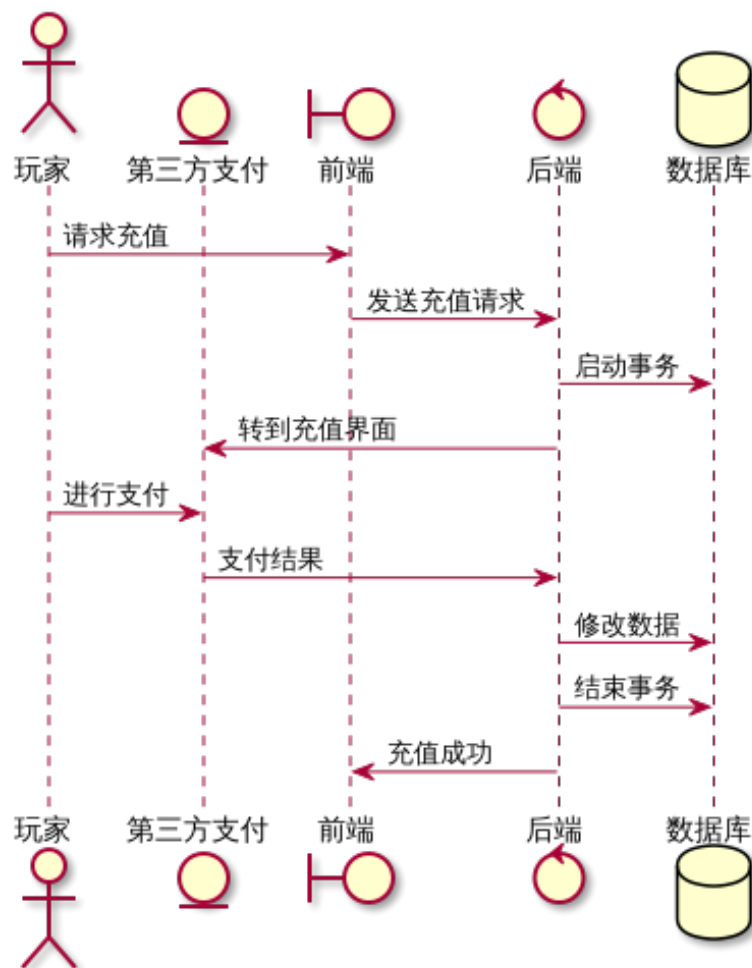 玩家 第三方支付 前端 后端 数据库
请求充值
发送充值请求
启动事务
转到充值界面
进行支付
支付结果
修改数据
结束事务
充值成功
玩家 第三方支付 前端 后端 数据库